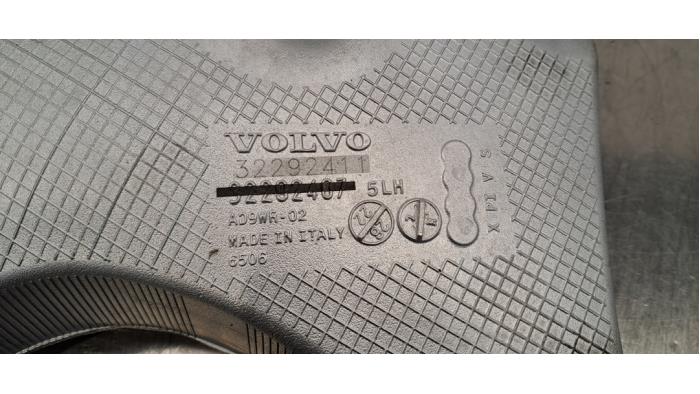 VOLVO
32292411
32292407 5LH
AD9WR-02
MADE IN ITALY
6506